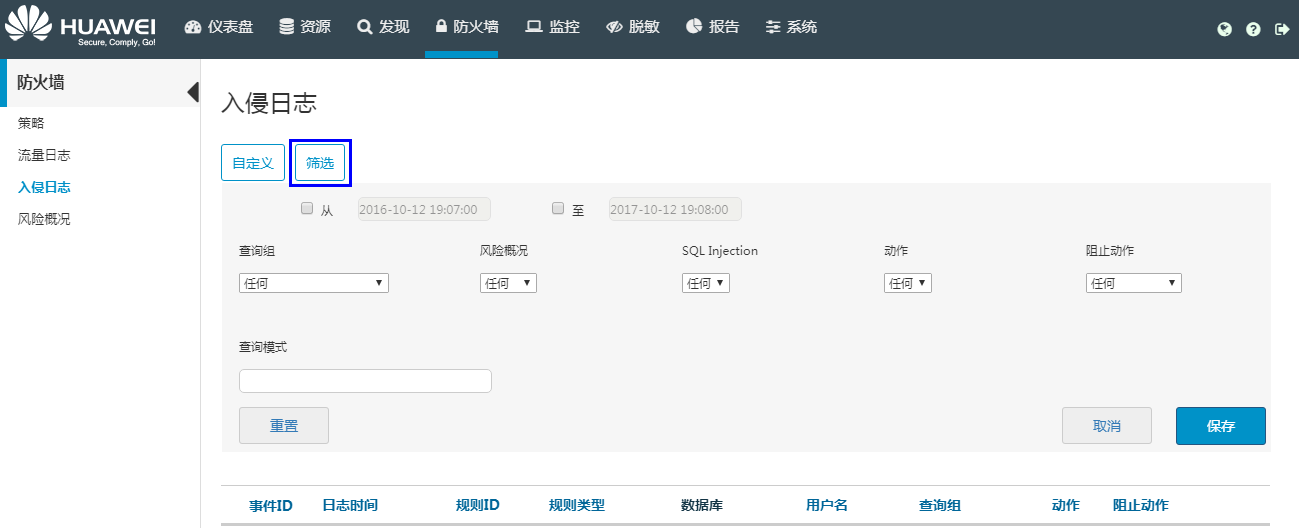 HUAWEI
Secure, Comply, Go!
仪表盘 资源 发现 防火墙 监控 脱敏 报告 系统
防火墙
策略
流量日志
入侵日志
风险概况
入侵日志
自定义 筛选
从 2016-10-12 19:07:00 至 2017-10-12 19:08:00
查询组 风险概况 SQL Injection 动作 阻止动作
任何 任何 任何 任何 任何
查询模式
重置 取消 保存
事件ID 日志时间 规则ID 规则类型 数据库 用户名 查询组 动作 阻止动作